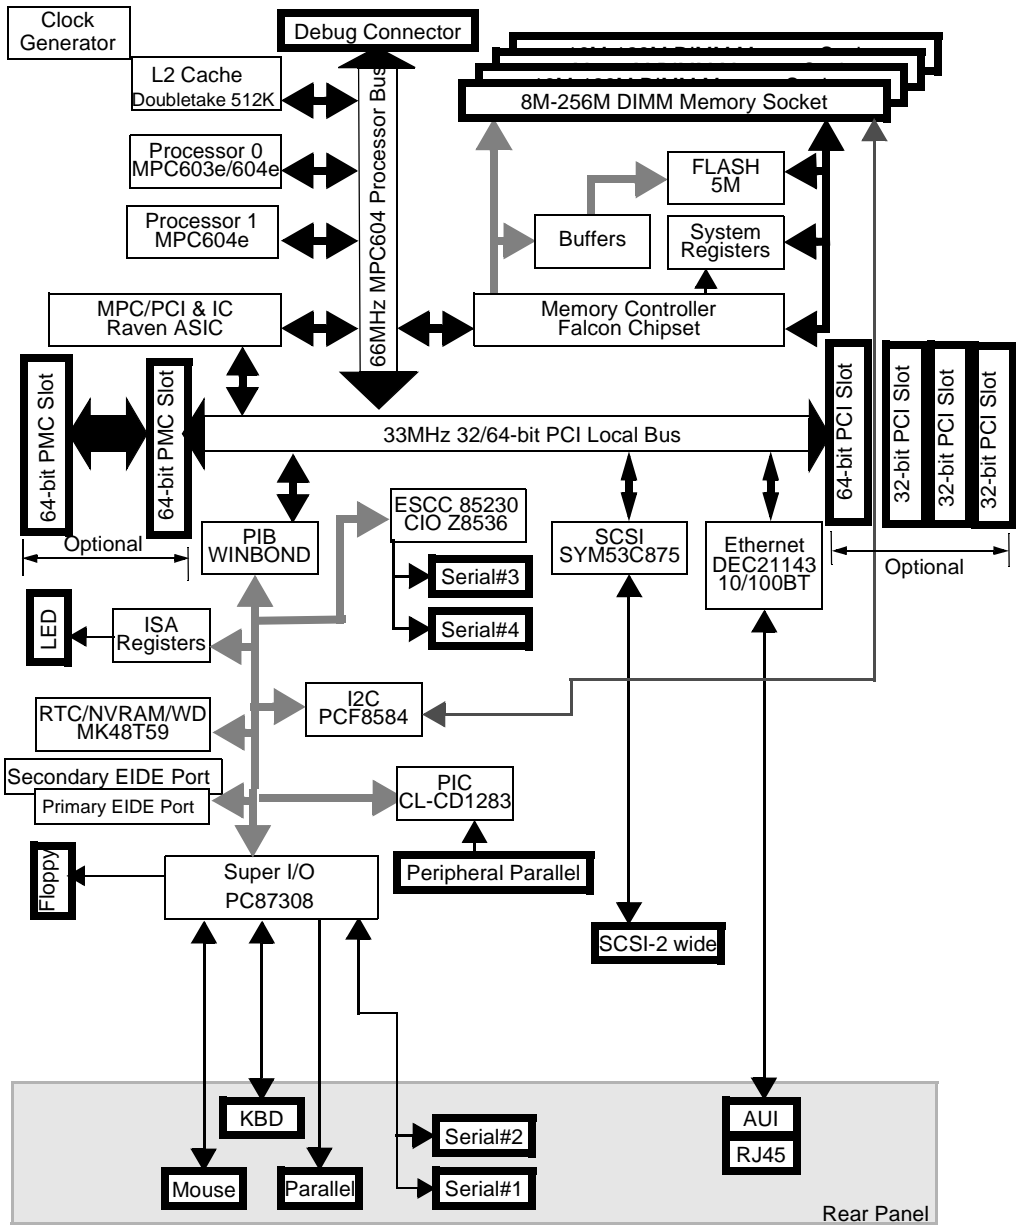 Clock
Generator
Debug Connector
L2 Cache
Doubletake 512K
8M-256M DIMM Memory Socket
Processor 0
MPC603e/604e
Processor 1
MPC604e
66MHz MPC604 Processor Bus
FLASH
5M
Buffers
System
Registers
MPC/PCI & IC
Raven ASIC
Memory Controller
Falcon Chipset
64-bit PMC Slot
64-bit PMC Slot
33MHz 32/64-bit PCI Local Bus
64-bit PCI Slot
32-bit PCI Slot
32-bit PCI Slot
32-bit PCI Slot
Optional
PIB
WINBOND
ESCC 85230
CIO Z8536
SCSI
SYM53C875
Ethernet
DEC21143
10/100BT
Optional
Serial#3
Serial#4
LED
ISA
Registers
I2C
PCF8584
RTC/NVRAM/WD
MK48T59
Secondary EIDE Port
Primary EIDE Port
PIC
CL-CD1283
Floppy
Super I/O
PC87308
Peripheral Parallel
SCSI-2 wide
KBD
AUI
Serial#2
RJ45
Mouse
Parallel
Serial#1
Rear Panel